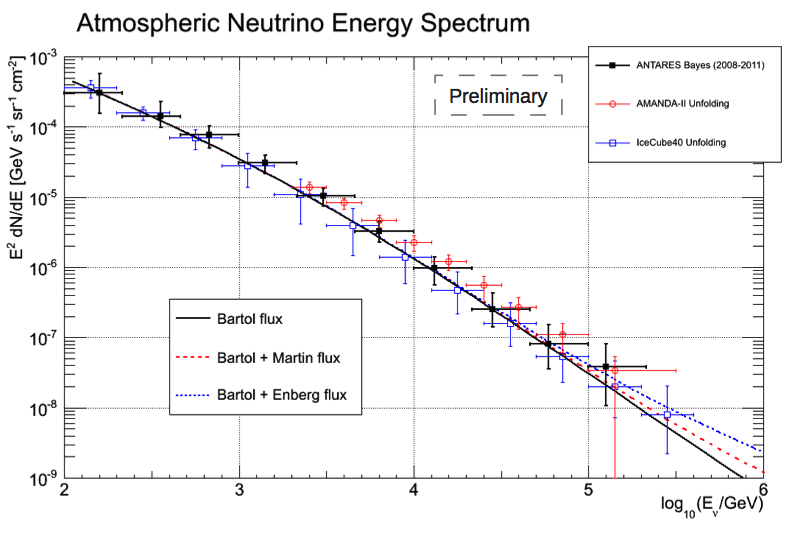 Atmospheric Neutrino Energy Spectrum
E² dN/dE [GeV s⁻¹ sr⁻¹ cm⁻²]
10⁻³
10⁻⁴
10⁻⁵
10⁻⁶
10⁻⁷
10⁻⁸
10⁻⁹
Preliminary
ANTARES Bayes (2008-2011)
AMANDA-II Unfolding
IceCube40 Unfolding
Bartol flux
Bartol + Martin flux
Bartol + Enberg flux
2 3 4 5 6
log₁₀(Eᵥ/GeV)